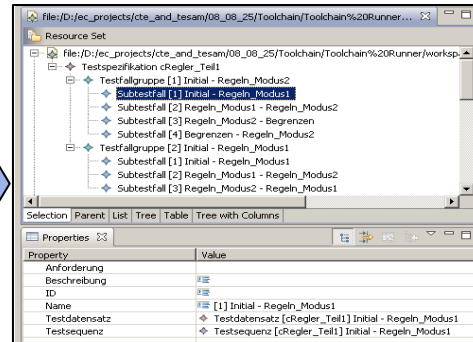 file:/D:/ec_projects/cte_and_tesam/08_08_25/Toolchain/Toolchain%20Runner...
Resource Set
file:/D:/ec_projects/cte_and_tesam/08_08_25/Toolchain/Toolchain%20Runner/workspa
Testspezifikation cRegler_Teil1
Testfallgruppe [1] Initial - Regeln_Modus2
Subtestfall [1] Initial - Regeln_Modus1
Subtestfall [2] Regeln_Modus1 - Regeln_Modus2
Subtestfall [3] Regeln_Modus2 - Begrenzen
Subtestfall [4] Begrenzen - Regeln_Modus2
Testfallgruppe [2] Initial - Regeln_Modus1
Subtestfall [1] Initial - Regeln_Modus1
Subtestfall [2] Regeln_Modus1 - Regeln_Modus2
Subtestfall [3] Regeln_Modus2 - Regeln_Modus1
Selection Parent List Tree Table Tree with Columns
Properties
Property Value
Anforderung
Beschreibung
ID
Name [1] Initial - Regeln_Modus1
Testdatensatz Testdatensatz [cRegler_Teil1] Initial - Regeln_Modus1
Testsequenz Testsequenz [cRegler_Teil1] Initial - Regeln_Modus1